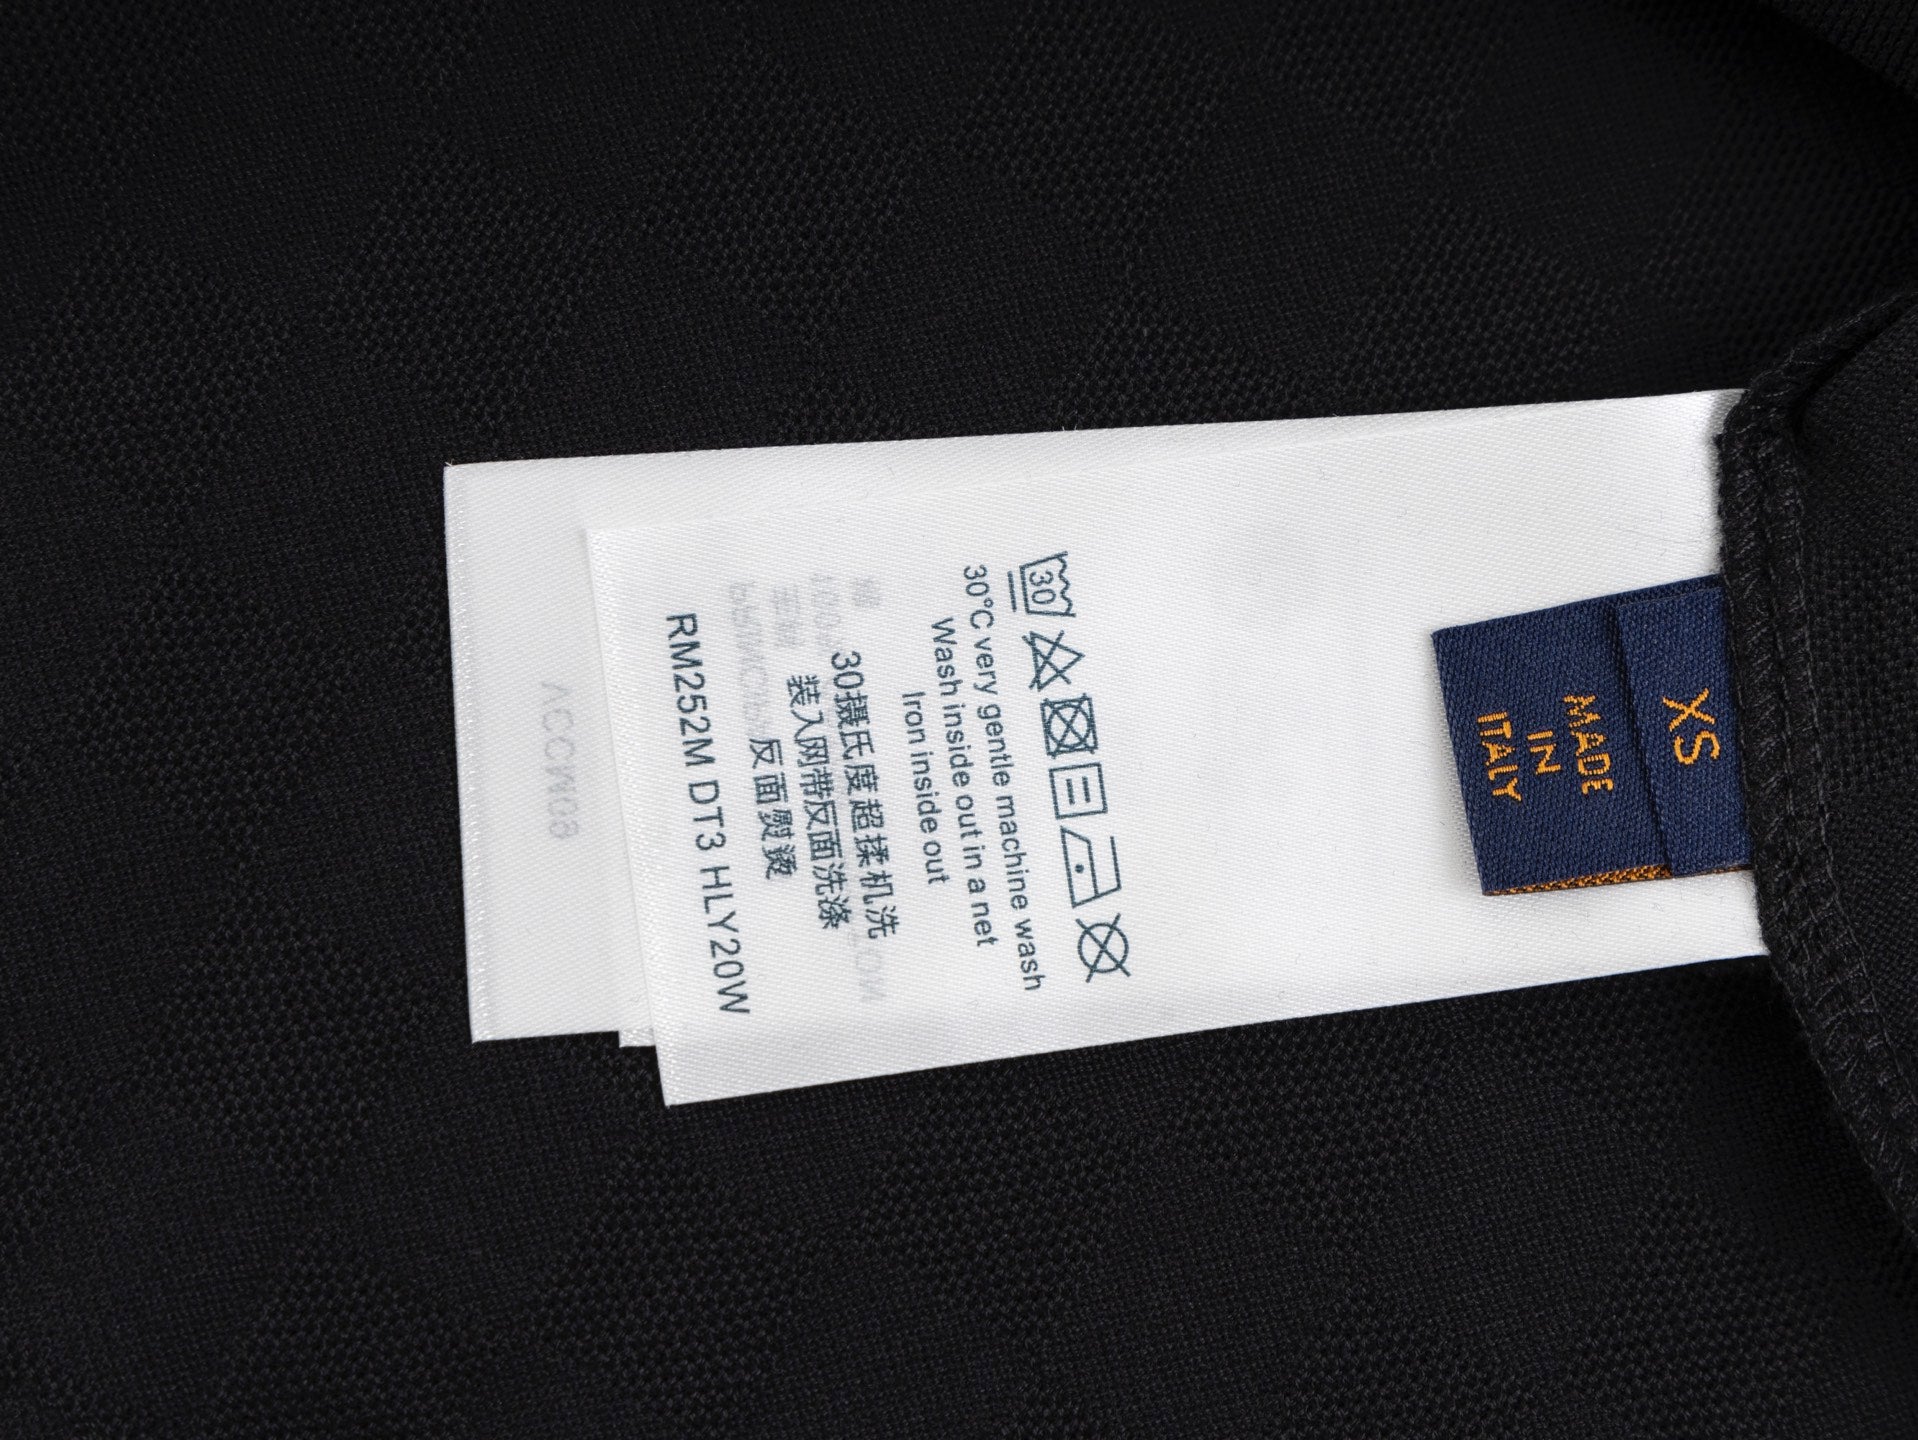 30
30°C very gentle machine wash
Wash inside out in a net
Iron inside out
30摄氏度超揉机洗
装入网带反面洗涤
反面熨烫
RM252M DT3 HLY20W
XS
MADE
IN
ITALY